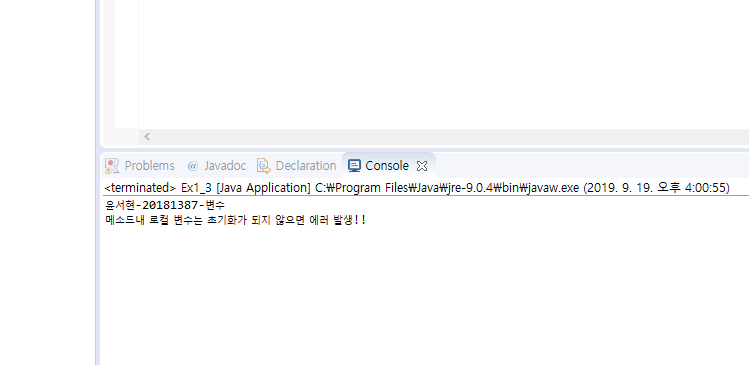 Problems @ Javadoc Declaration Console
<terminated> Ex1_3 [Java Application] C:₩Program Files₩Java₩jre-9.0.4₩bin₩javaw.exe (2019. 9. 19. 오후 4:00:55)
윤서현-20181387-변수
메소드내 로컬 변수는 초기화가 되지 않으면 에러 발생!!